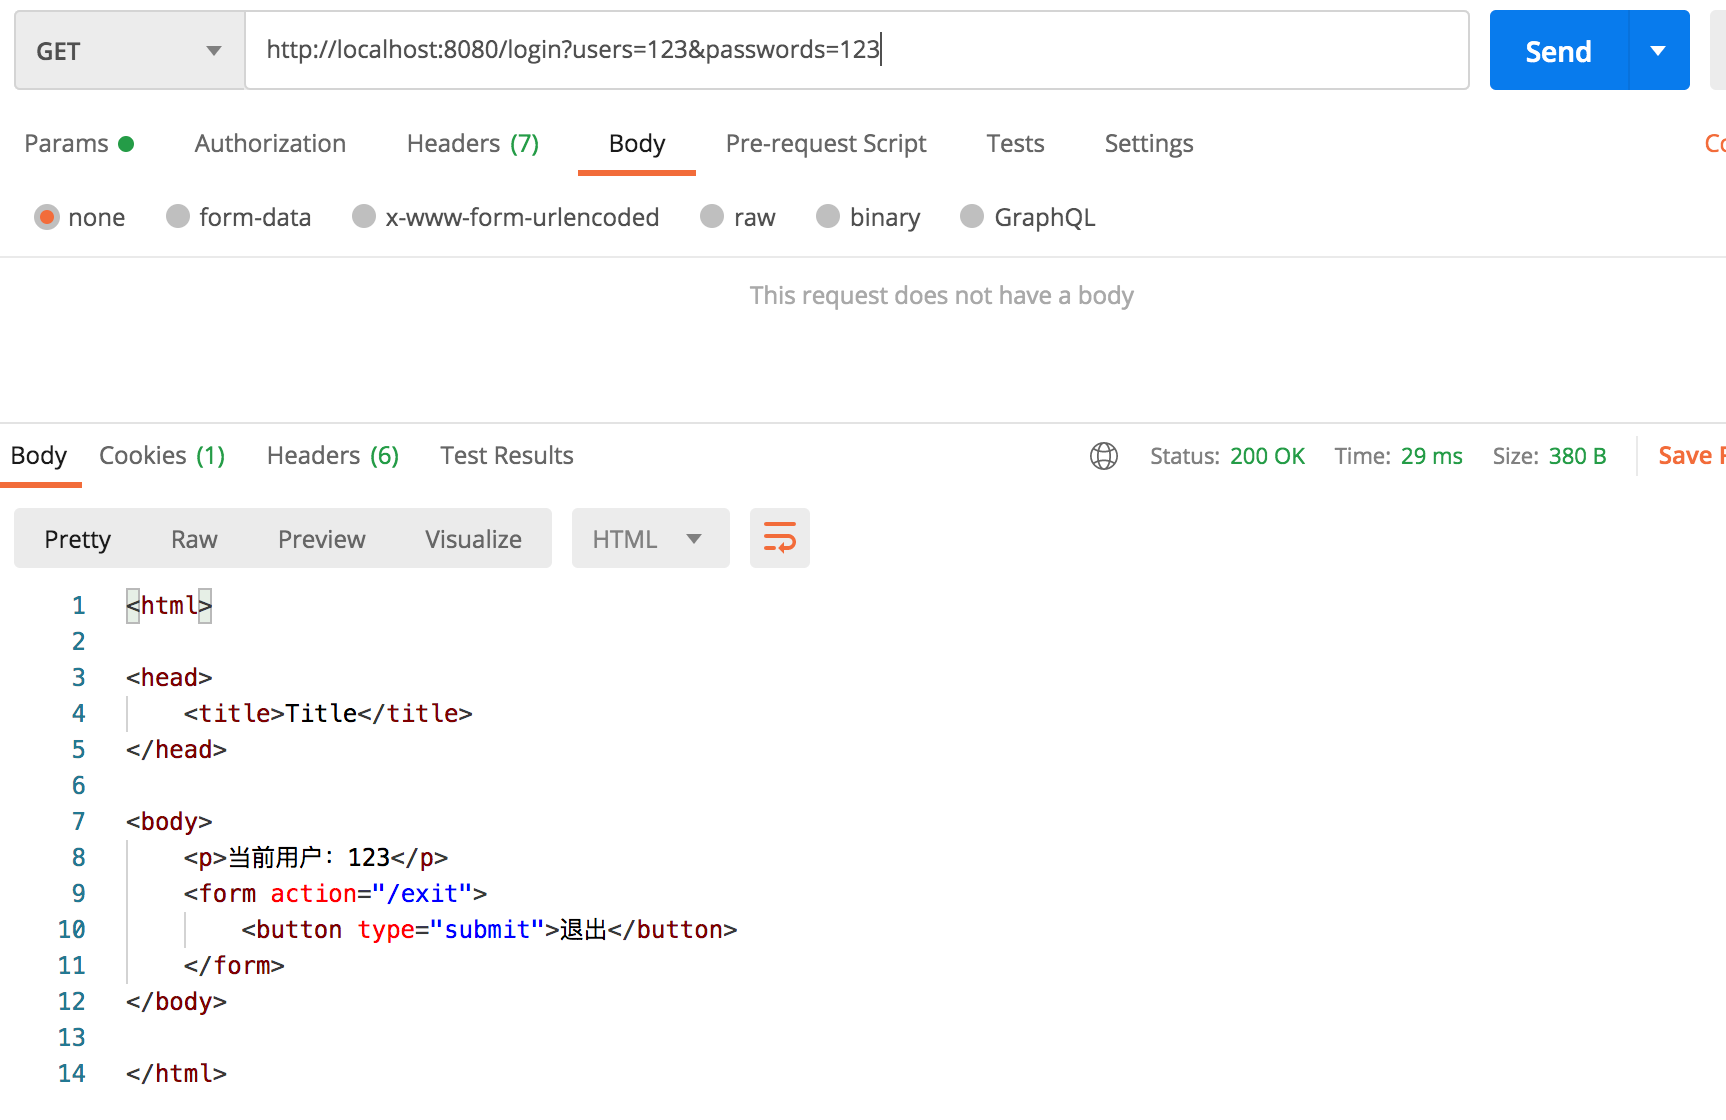 GET http://localhost:8080/login?users=123&passwords=123 Send
Params Authorization Headers (7) Body Pre-request Script Tests Settings
none form-data x-www-form-urlencoded raw binary GraphQL
This request does not have a body
Body Cookies (1) Headers (6) Test Results Status: 200 OK Time: 29 ms Size: 380 B Save
Pretty Raw Preview Visualize HTML
1 <html>
2
3 <head>
4 <title>Title</title>
5 </head>
6
7 <body>
8 <p>当前用户：123</p>
9 <form action="/exit">
10 <button type="submit">退出</button>
11 </form>
12 </body>
13
14 </html>